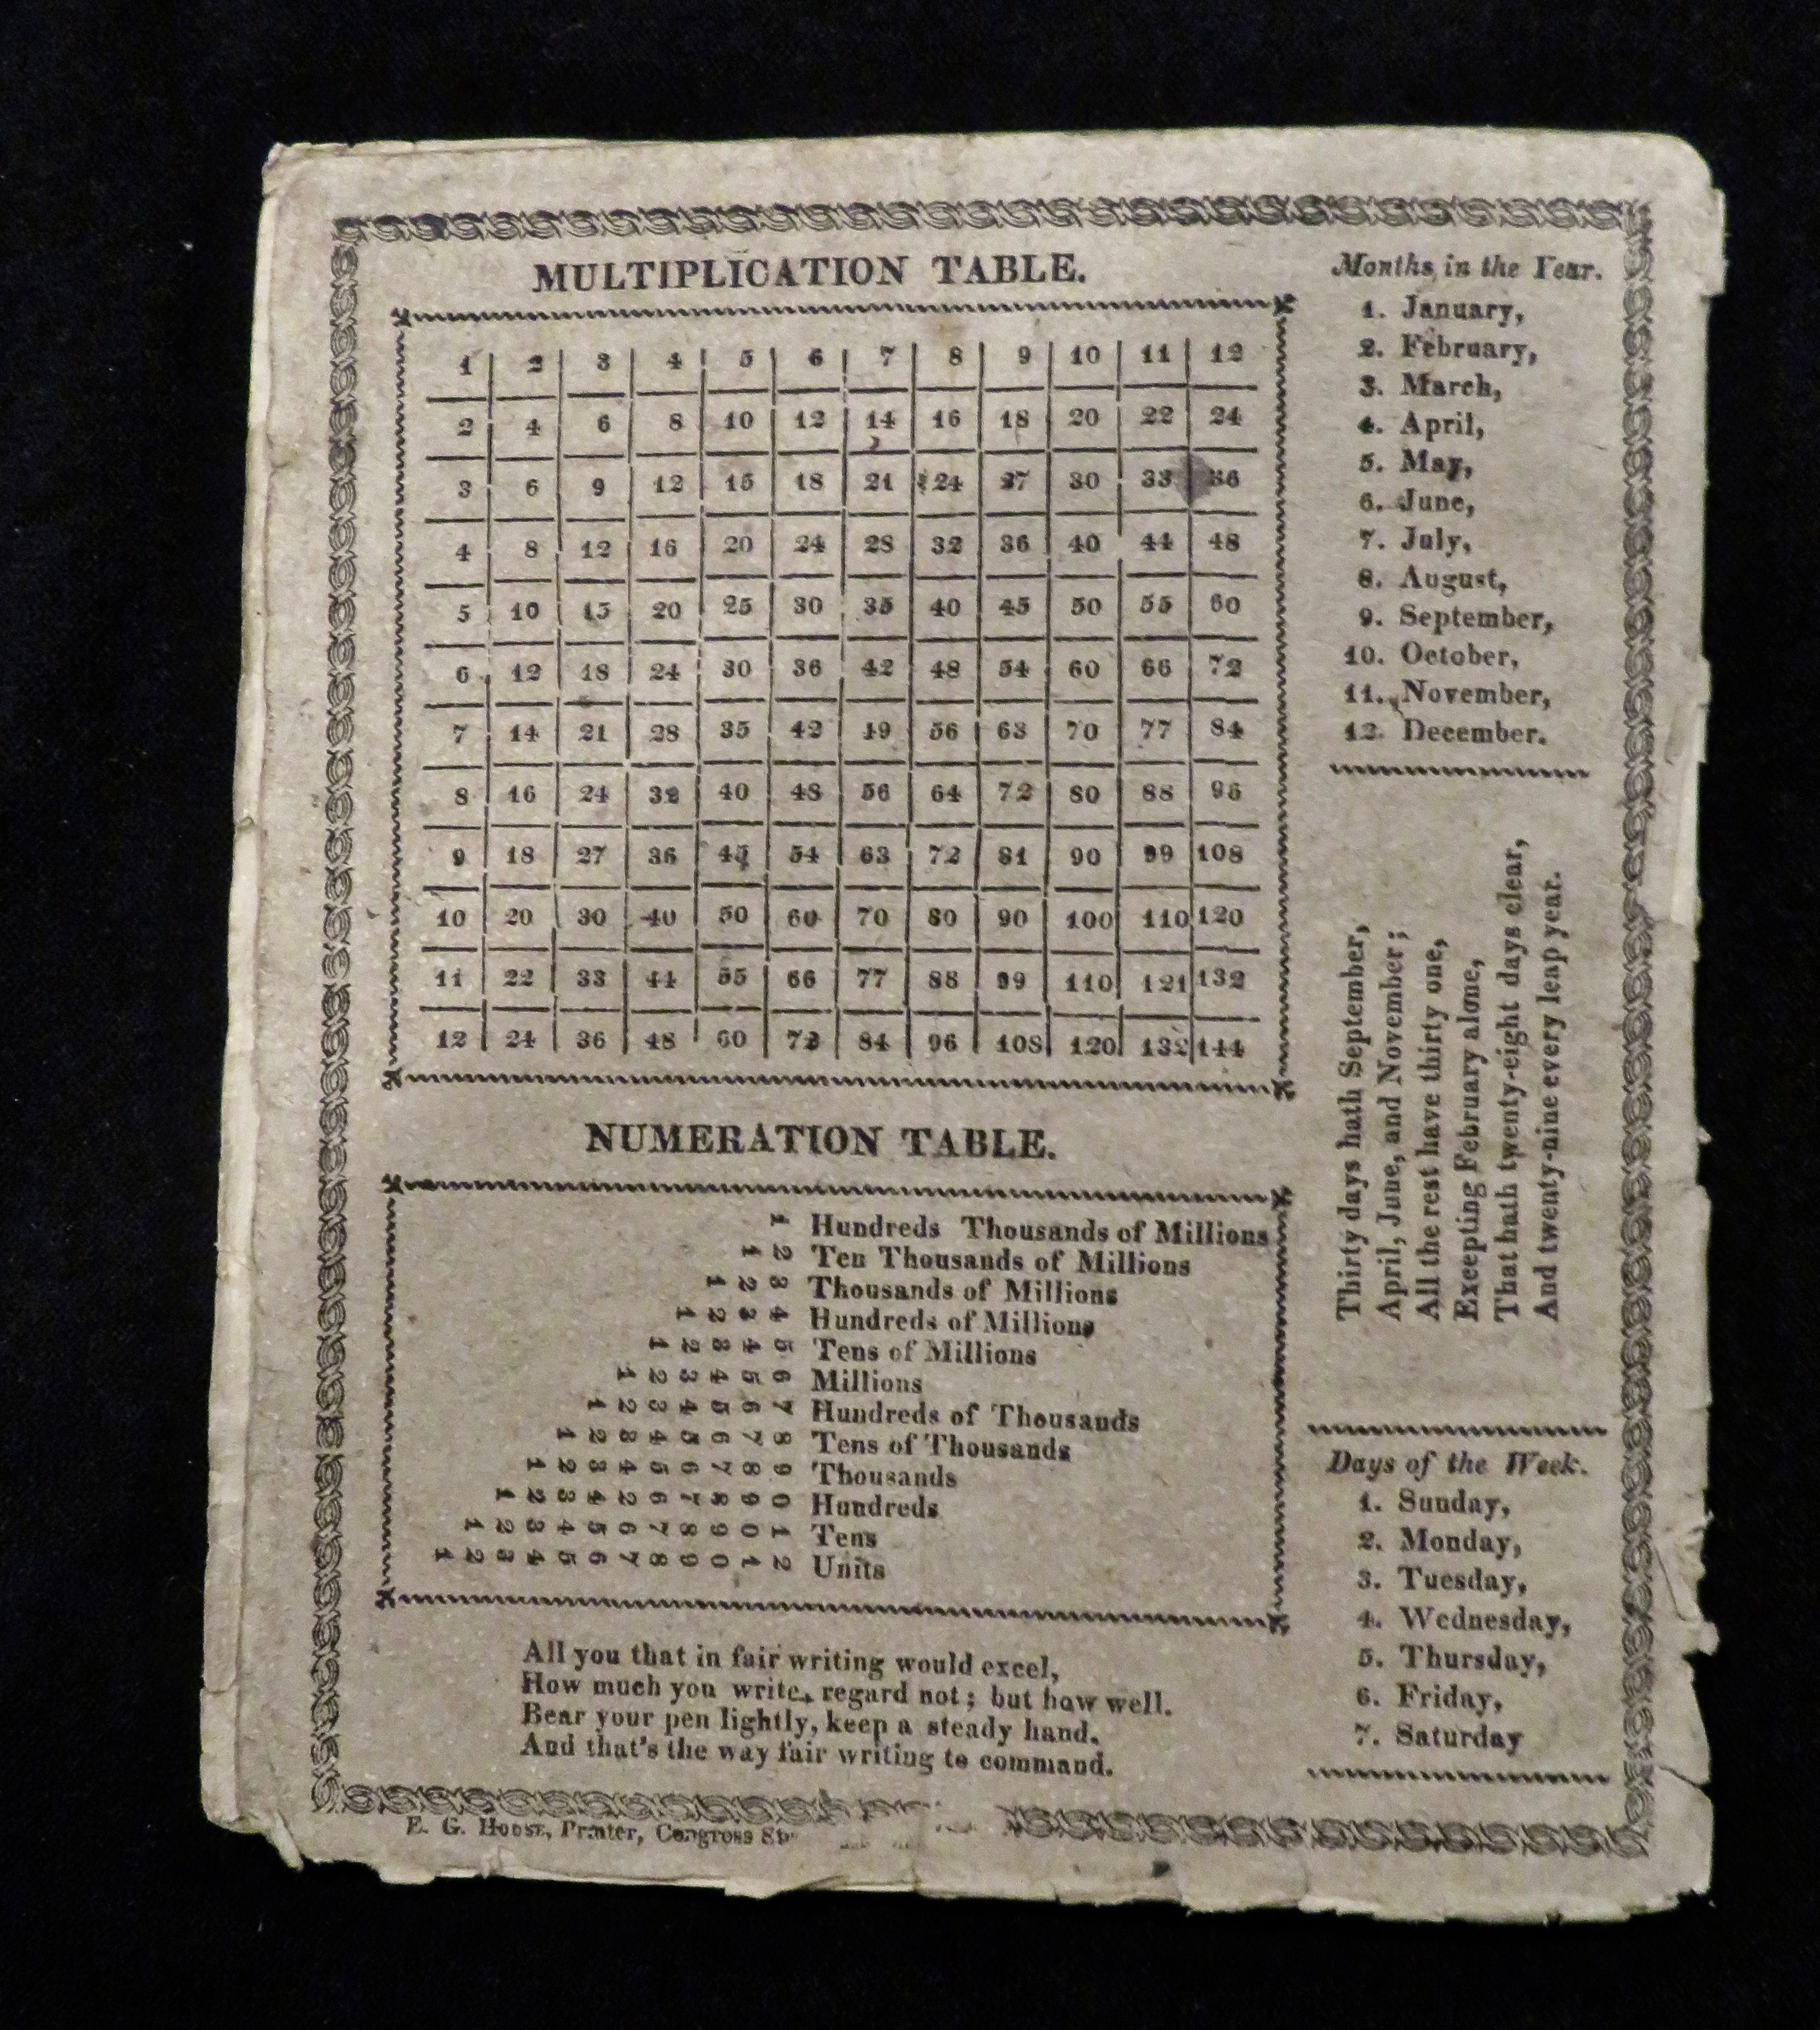 MULTIPLICATION TABLE.
1 2 3 4 5 6 7 8 9 10 11 12
2 4 6 8 10 12 14 16 18 20 22 24
3 6 9 12 15 18 21 24 27 30 33 36
4 8 12 16 20 24 28 32 36 40 44 48
5 10 15 20 25 30 35 40 45 50 55 60
6 12 18 24 30 36 42 48 54 60 66 72
7 14 21 28 35 42 49 56 63 70 77 84
8 16 24 32 40 48 56 64 72 80 88 96
9 18 27 36 45 54 63 72 81 90 99 108
10 20 30 40 50 60 70 80 90 100 110 120
11 22 33 44 55 66 77 88 99 110 121 132
12 24 36 48 60 72 84 96 108 120 132 144
NUMERATION TABLE.
1 Hundreds Thousands of Millions
1 2 Ten Thousands of Millions
1 2 3 Thousands of Millions
1 2 3 4 Hundreds of Millions
1 2 3 4 5 Tens of Millions
1 2 3 4 5 6 Millions
1 2 3 4 5 6 7 Hundreds of Thousands
1 2 3 4 5 6 7 8 Tens of Thousands
1 2 3 4 5 6 7 8 9 Thousands
1 2 3 4 5 6 7 8 9 0 Hundreds
1 2 3 4 5 6 7 8 9 0 1 Tens
1 2 3 4 5 6 7 8 9 0 1 2 Units
All you that in fair writing would excel,
How much you write, regard not; but how well.
Bear your pen lightly, keep a steady hand.
And that's the way fair writing to command.
E. G. House, Printer, Congress
Months in the Year.
1. January,
2. February,
3. March,
4. April,
5. May,
6. June,
7. July,
8. August,
9. September,
10. October,
11. November,
12. December.
Thirty days hath September,
April, June, and November;
All the rest have thirty one,
Excepting February alone,
That hath twenty-eight days clear,
And twenty-nine every leap year.
Days of the Week.
1. Sunday,
2. Monday,
3. Tuesday,
4. Wednesday,
5. Thursday,
6. Friday,
7. Saturday